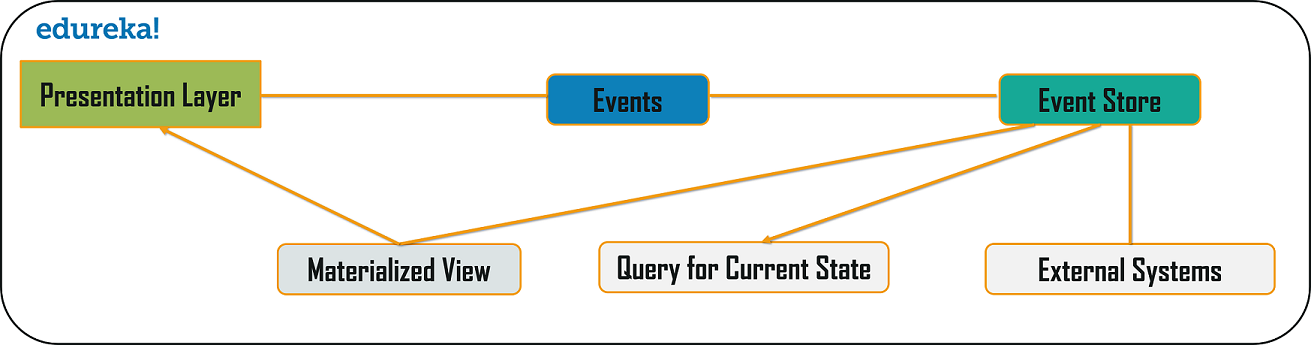 edureka!
Presentation Layer
Events
Event Store
Materialized View
Query for Current State
External Systems